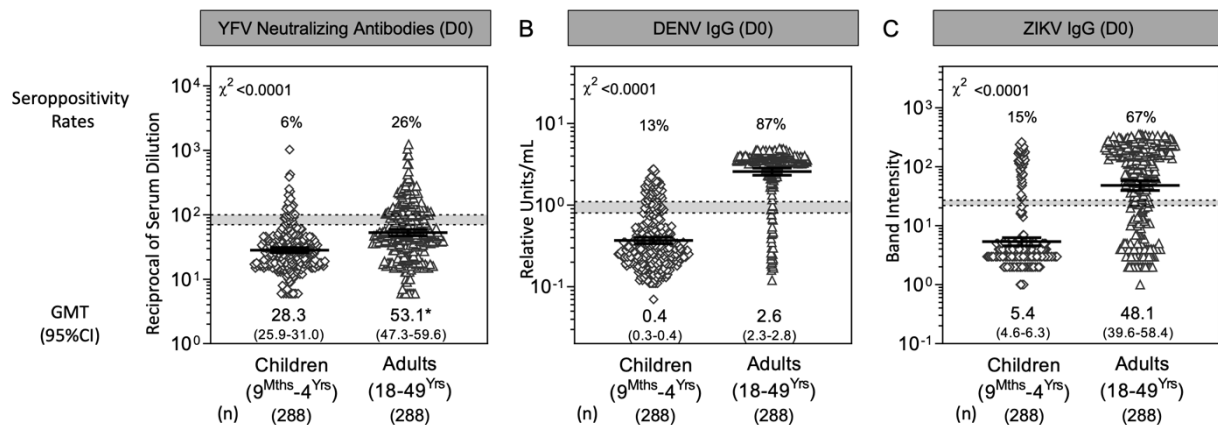 YFV Neutralizing Antibodies (D0)
B
DENV IgG (D0)
C
ZIKV IgG (D0)
Seroppositivity
Rates
GMT
(95%CI)
Reciprocal of Serum Dilution
10⁴
10³
10²
10¹
10⁰
χ² <0.0001
6%
26%
28.3
(25.9-31.0)
53.1*
(47.3-59.6)
Children
(9Mths-4Yrs)
Adults
(18-49Yrs)
(n)
(288)
(288)
Relative Units/mL
10¹
10⁰
10⁻¹
χ² <0.0001
13%
87%
0.4
(0.3-0.4)
2.6
(2.3-2.8)
Children
(9Mths-4Yrs)
Adults
(18-49Yrs)
(n)
(288)
(288)
Band Intensity
10³
10²
10¹
10⁰
10⁻¹
χ² <0.0001
15%
67%
5.4
(4.6-6.3)
48.1
(39.6-58.4)
Children
(9Mths-4Yrs)
Adults
(18-49Yrs)
(n)
(288)
(288)